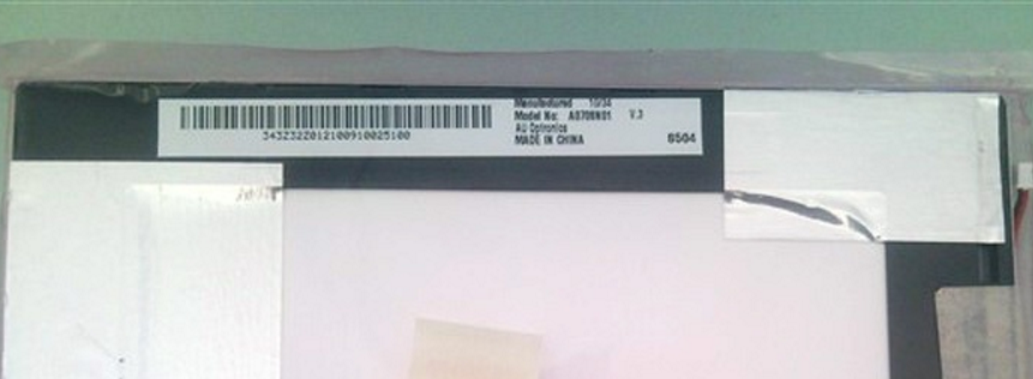 Manufactured 10/34
Model No: A070VW01 V.3
AU Optronics
MADE IN CHINA 6504
343Z32Z012100910025100